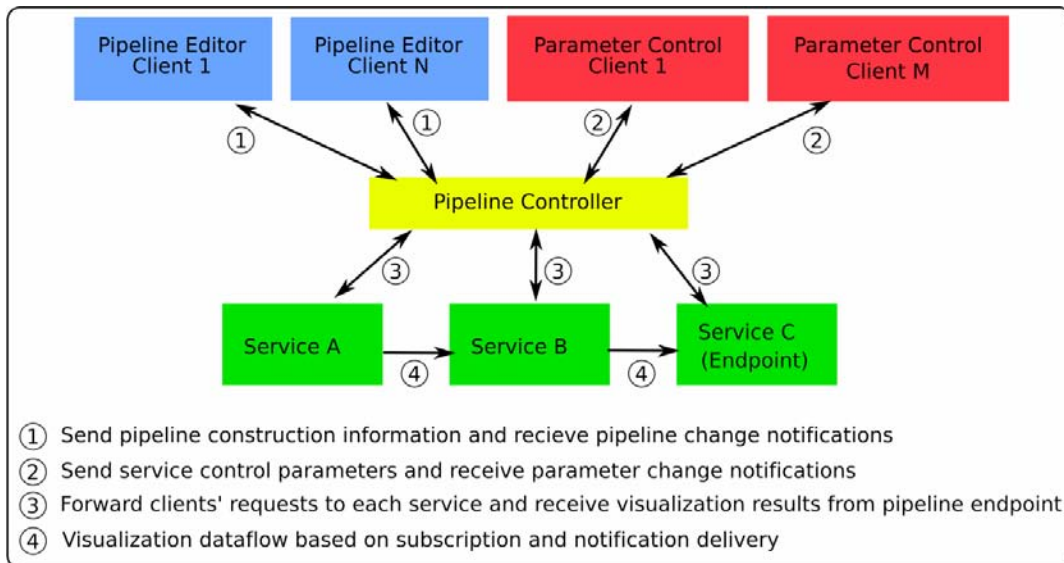 Pipeline Editor
Client 1
Pipeline Editor
Client N
Parameter Control
Client 1
Parameter Control
Client M
①
①
②
②
Pipeline Controller
③
③
③
Service A
Service B
Service C
(Endpoint)
④
④
① Send pipeline construction information and recieve pipeline change notifications
② Send service control parameters and receive parameter change notifications
③ Forward clients' requests to each service and receive visualization results from pipeline endpoint
④ Visualization dataflow based on subscription and notification delivery